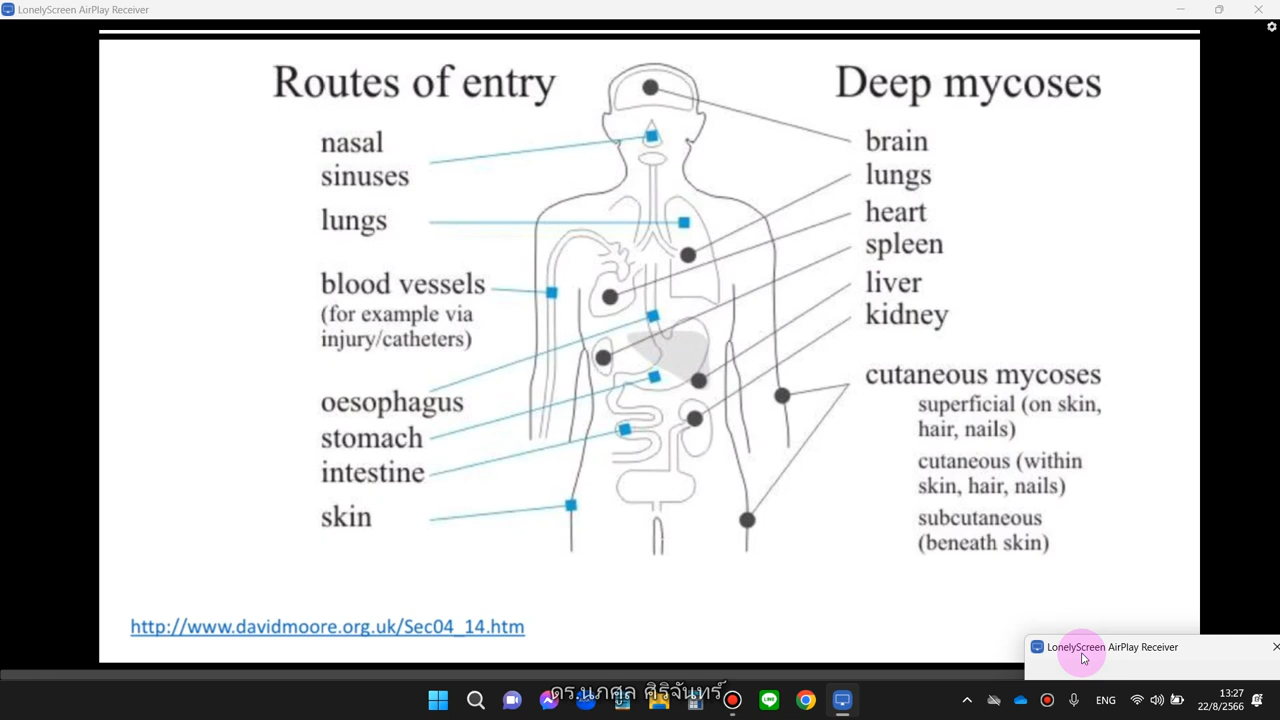 LonelyScreen AirPlay Receiver
Routes of entry
nasal
sinuses
lungs
blood vessels
(for example via
injury/catheters)
oesophagus
stomach
intestine
skin
Deep mycoses
brain
lungs
heart
spleen
liver
kidney
cutaneous mycoses
superficial (on skin,
hair, nails)
cutaneous (within
skin, hair, nails)
subcutaneous
(beneath skin)
http://www.davidmoore.org.uk/Sec04_14.htm
LonelyScreen AirPlay Receiver
ดร.นภศูล ศิริจันทร์
ENG
13:27
22/8/2566